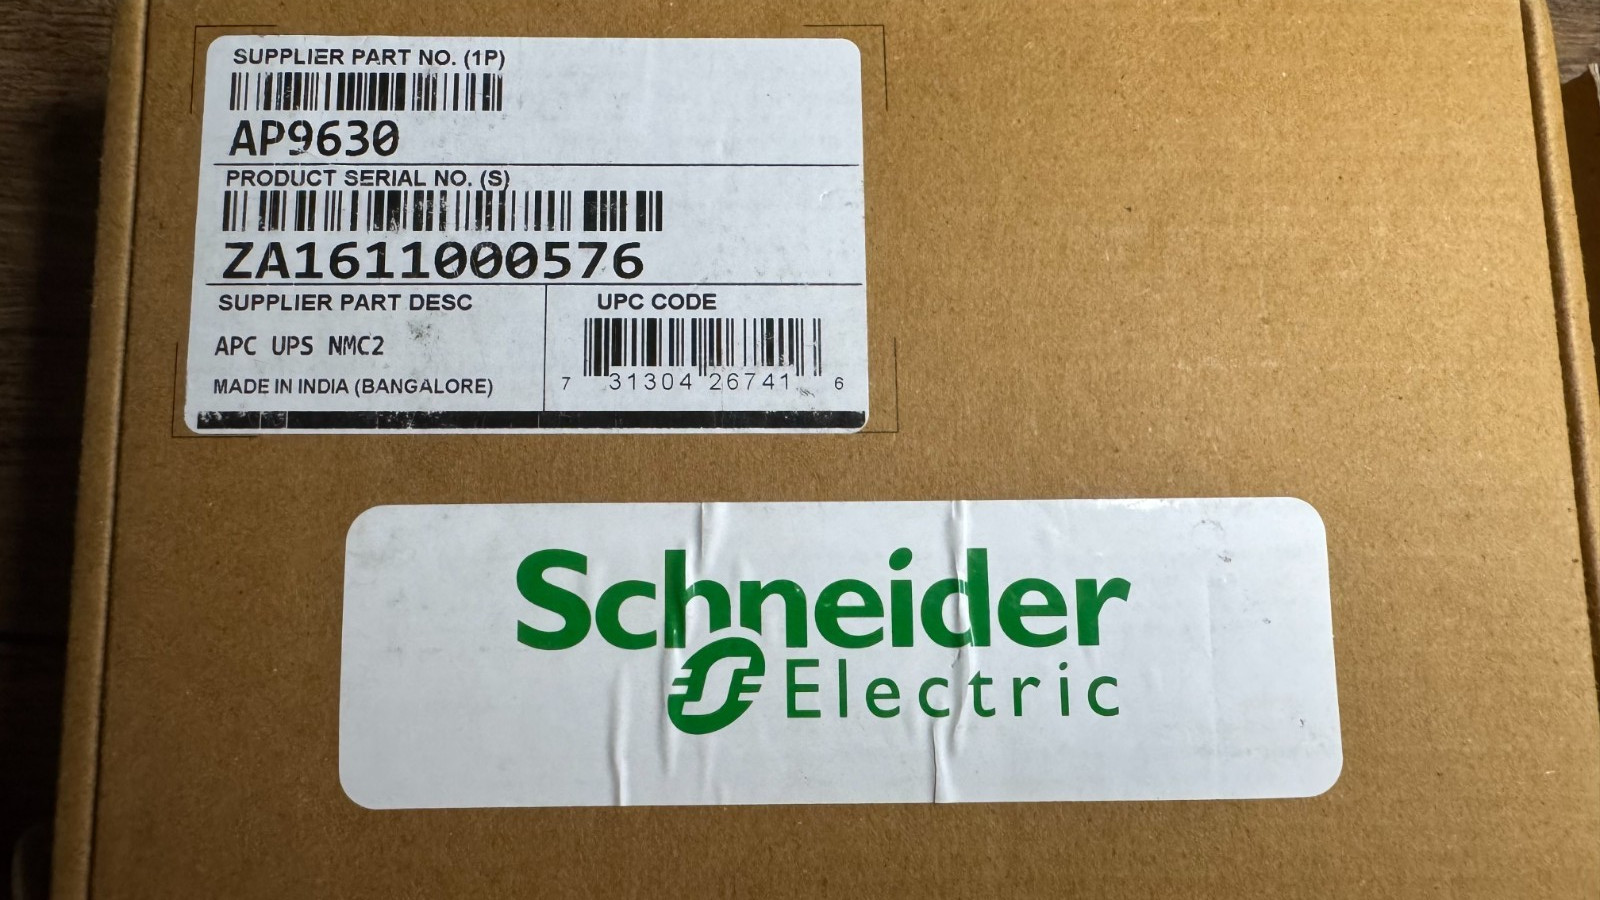 SUPPLIER PART NO. (1P)
AP9630
PRODUCT SERIAL NO. (S)
ZA1611000576
SUPPLIER PART DESC
UPC CODE
APC UPS NMC2
MADE IN INDIA (BANGALORE)
7 31304 26741 6
Schneider
Electric